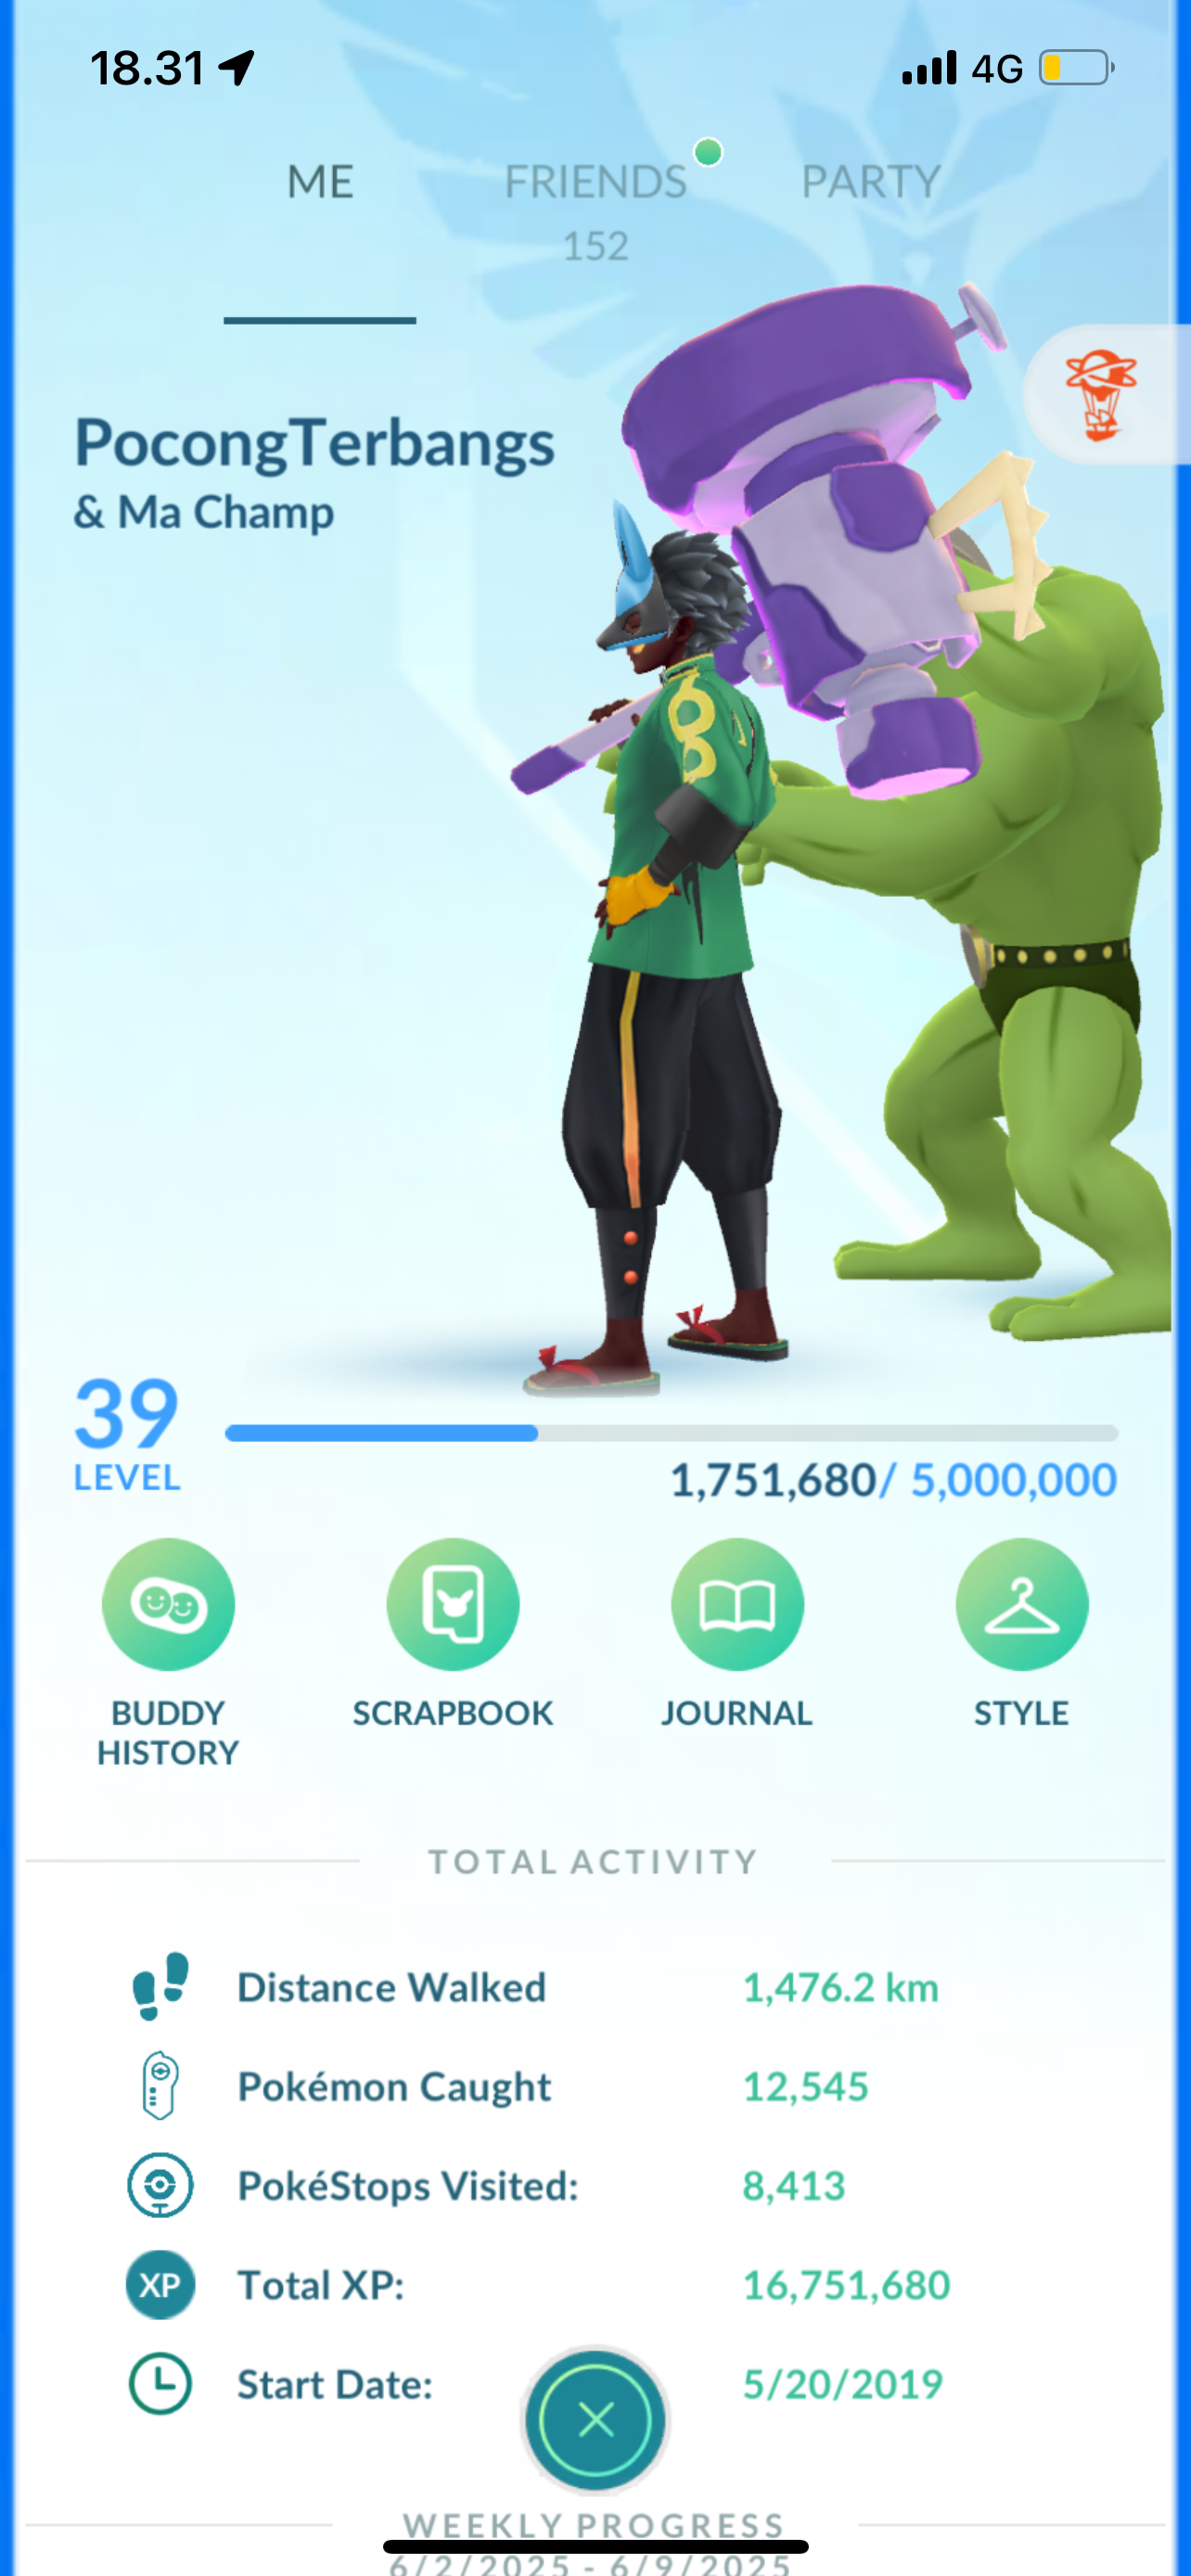 18.31
4G
ME
FRIENDS
PARTY
152
PocongTerbangs
& Ma Champ
39
LEVEL
1,751,680/ 5,000,000
BUDDY
HISTORY
SCRAPBOOK
JOURNAL
STYLE
TOTAL ACTIVITY
Distance Walked 1,476.2 km
Pokémon Caught 12,545
PokéStops Visited: 8,413
XP Total XP: 16,751,680
Start Date: 5/20/2019
WEEKLY PROGRESS
6/2/2025 - 6/9/2025